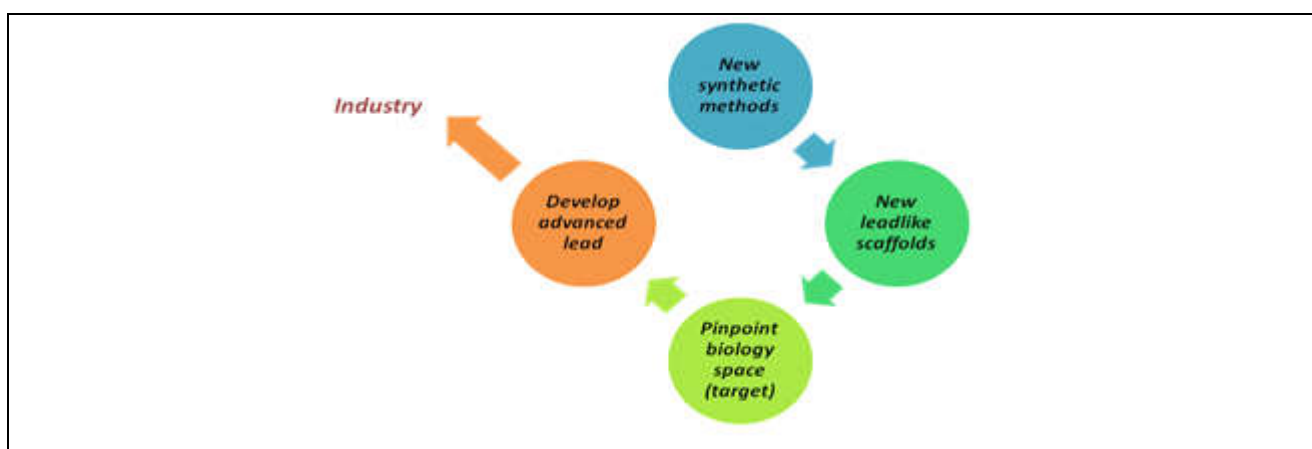 New
synthetic
methods
New
leadlike
scaffolds
Pinpoint
biology
space
(target)
Develop
advanced
lead
Industry